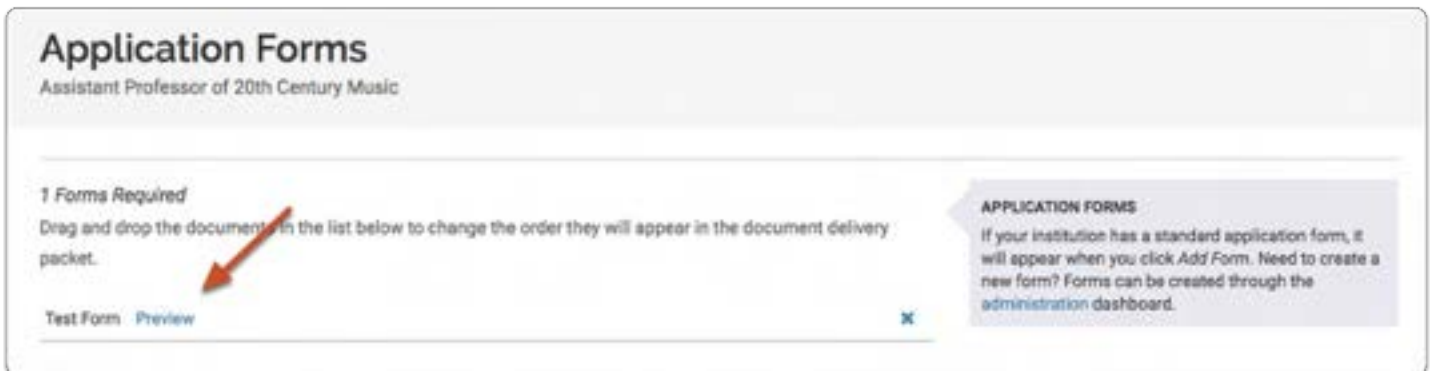 Application Forms
Assistant Professor of 20th Century Music
1 Forms Required
Drag and drop the documents in the list below to change the order they will appear in the document delivery
packet.
Test Form Preview
APPLICATION FORMS
If your institution has a standard application form, it
will appear when you click Add Form. Need to create a
new form? Forms can be created through the
administration dashboard.